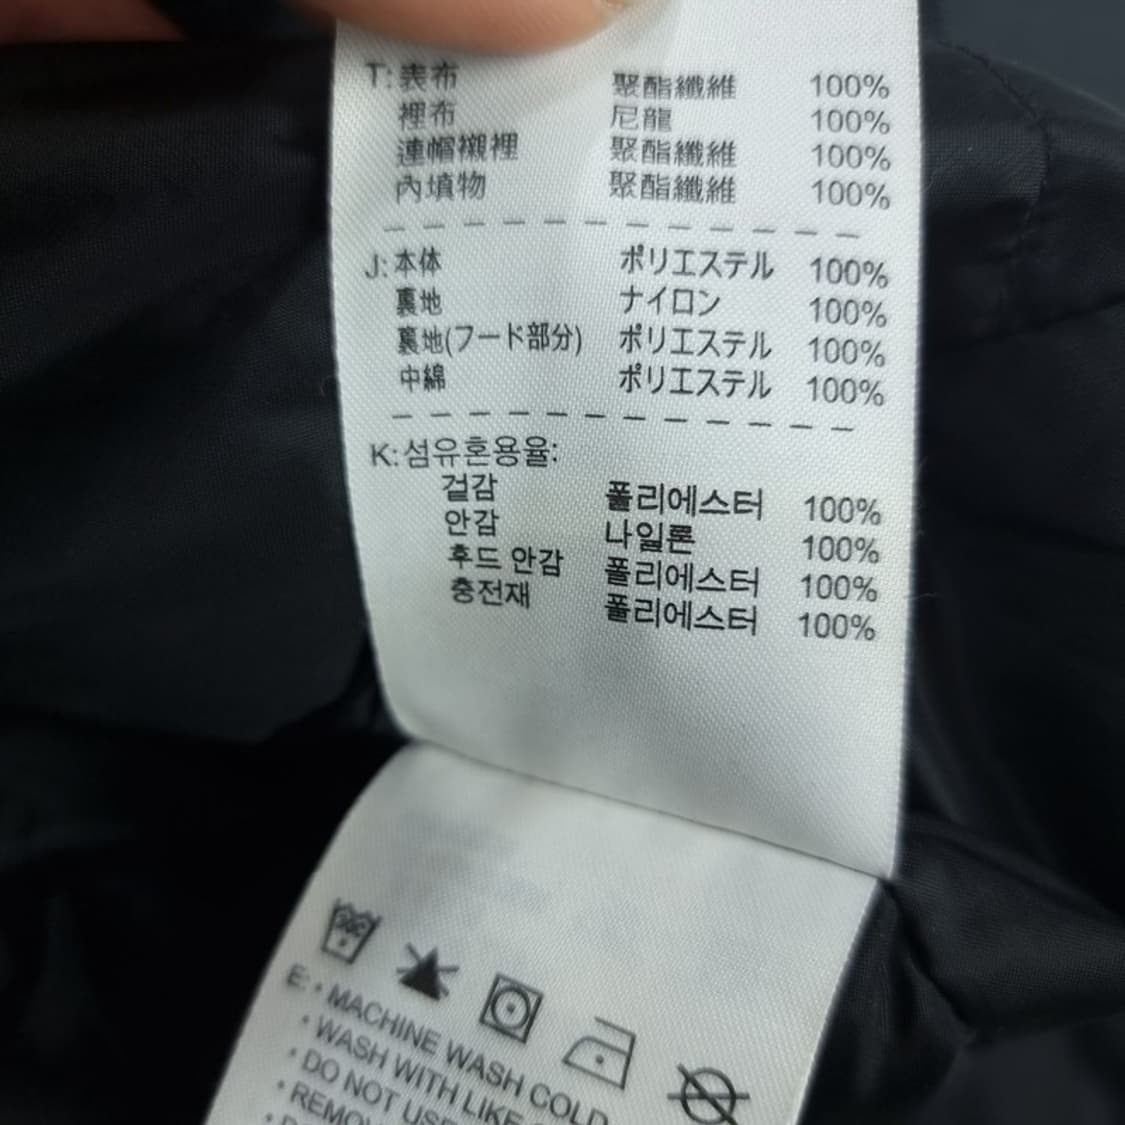 T: 表布 聚酯纖維 100%
裡布 尼龍 100%
連帽襯裡 聚酯纖維 100%
內填物 聚酯纖維 100%
J: 本体 ポリエステル 100%
裏地 ナイロン 100%
裏地(フード部分) ポリエステル 100%
中綿 ポリエステル 100%
K: 섬유혼용율:
겉감 폴리에스터 100%
안감 나일론 100%
후드 안감 폴리에스터 100%
충전재 폴리에스터 100%
E: • MACHINE WASH COLD
• WASH WITH LIKE
• DO NOT USE